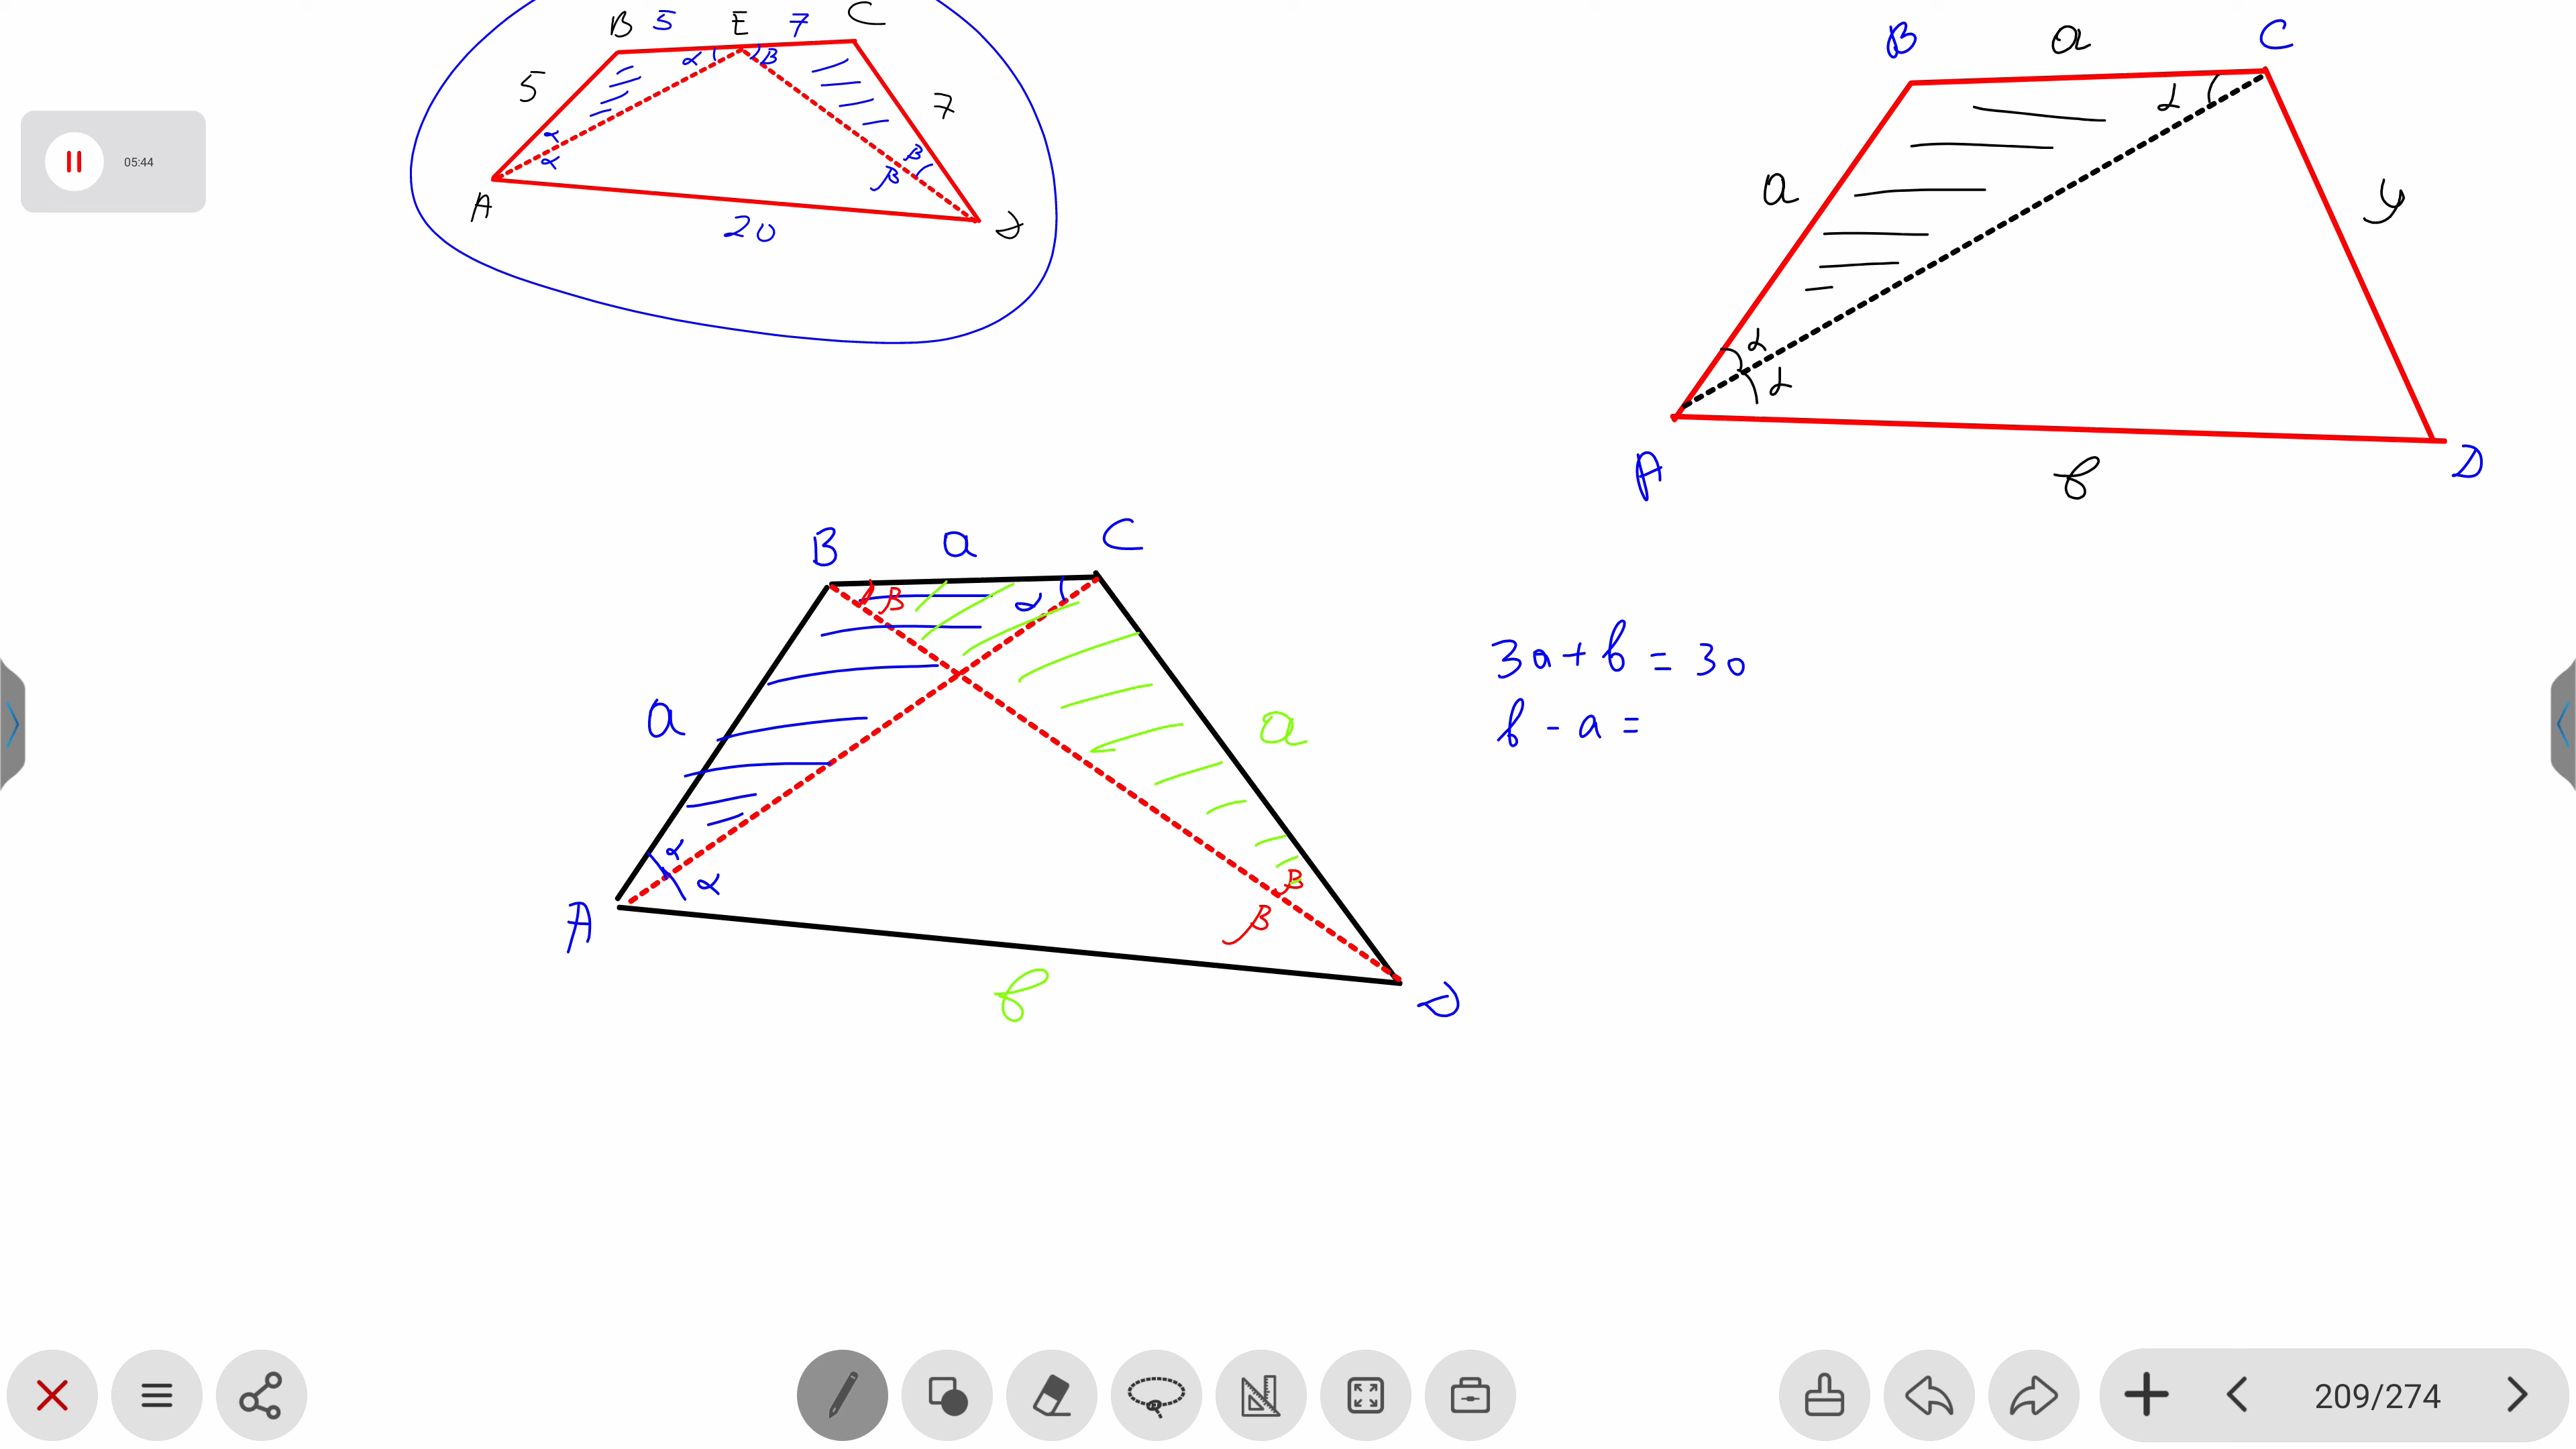 B 5 E 7 C
5 α β 7
α
α
β
β
A 20 D
05:44
B a C
a α y
α
α
A b D
B a C
β α
a a
α
α
β
β
A b D
3a + b = 30
b - a =
209/274